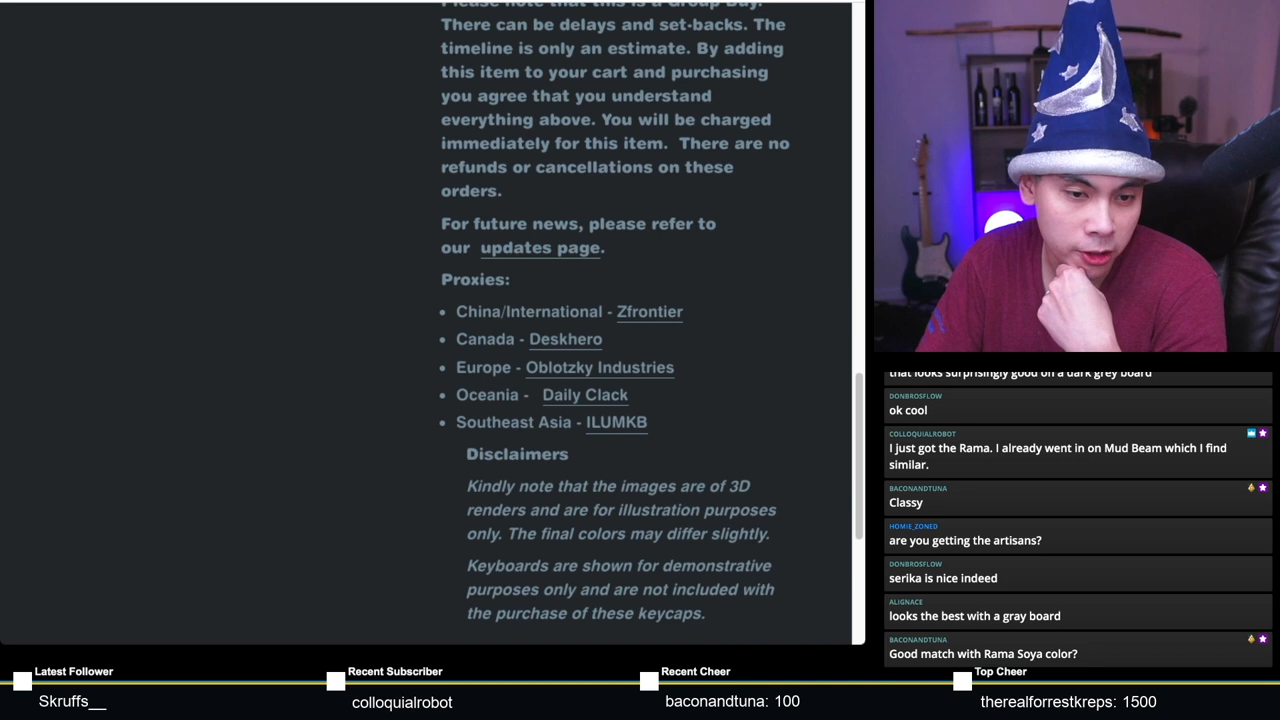 Please note that this is a Group Buy.
There can be delays and set-backs. The
timeline is only an estimate. By adding
this item to your cart and purchasing
you agree that you understand
everything above. You will be charged
immediately for this item.  There are no
refunds or cancellations on these
orders.
For future news, please refer to
our updates page.
Proxies:
• China/International - Zfrontier
• Canada - Deskhero
• Europe - Oblotzky Industries
• Oceania - Daily Clack
• Southeast Asia - ILUMKB
Disclaimers
Kindly note that the images are of 3D
renders and are for illustration purposes
only. The final colors may differ slightly.
Keyboards are shown for demonstrative
purposes only and are not included with
the purchase of these keycaps.
that looks surprisingly good on a dark grey board
DONBROSFLOW
ok cool
COLLOQUIALROBOT
I just got the Rama. I already went in on Mud Beam which I find
similar.
BACONANDTUNA
Classy
HOMIE_ZONED
are you getting the artisans?
DONBROSFLOW
serika is nice indeed
ALIGNACE
looks the best with a gray board
BACONANDTUNA
Good match with Rama Soya color?
Latest Follower
Skruffs__
Recent Subscriber
colloquialrobot
Recent Cheer
baconandtuna: 100
Top Cheer
therealforrestkreps: 1500